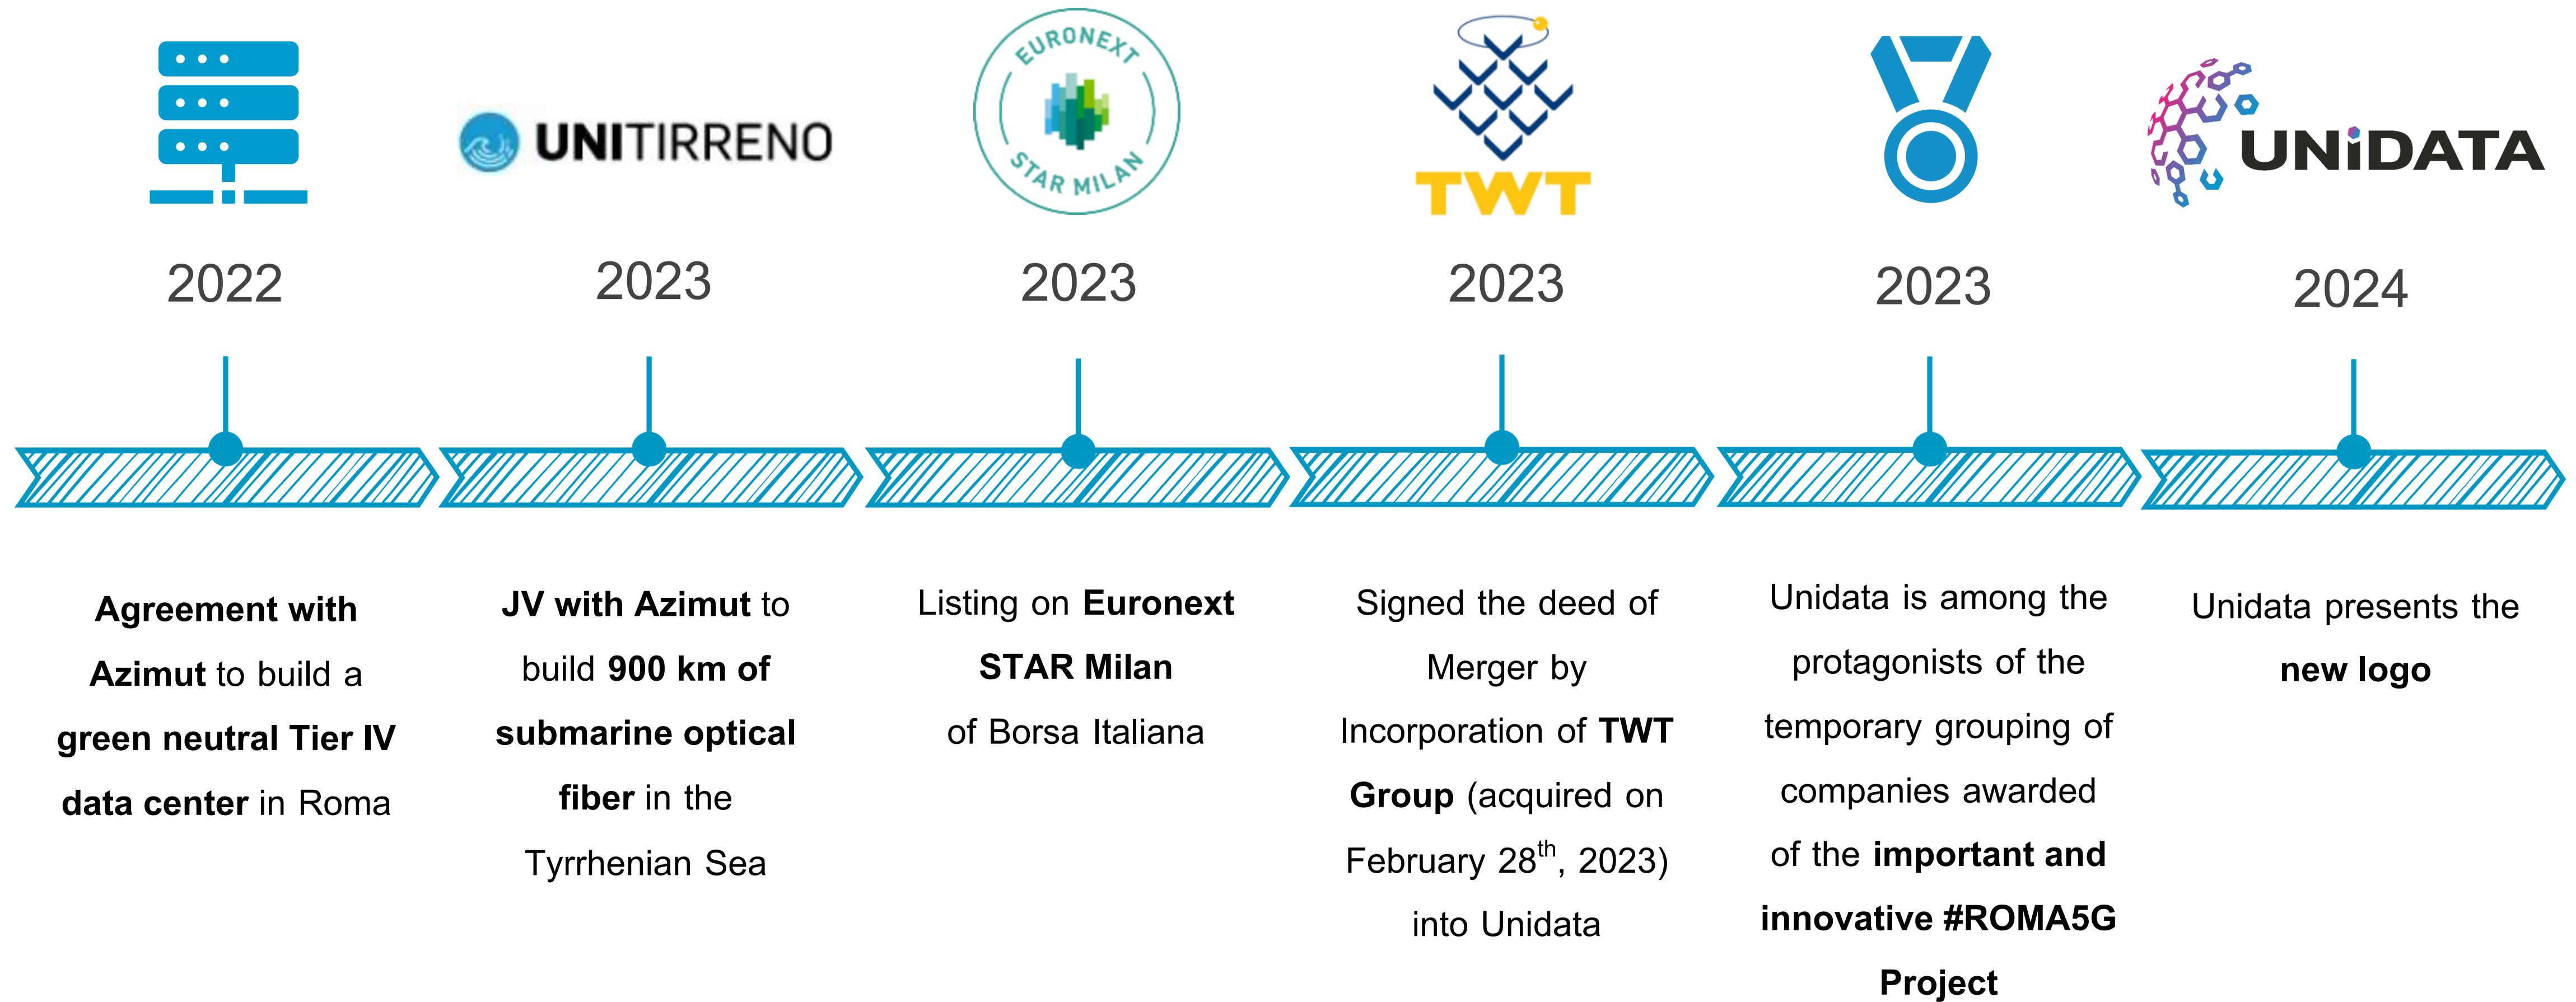 UNITIRRENO
EURONEXT
STAR MILAN
TWT
UNIDATA
2022
2023
2023
2023
2023
2024
Agreement with
Azimut to build a
green neutral Tier IV
data center in Roma
JV with Azimut to
build 900 km of
submarine optical
fiber in the
Tyrrhenian Sea
Listing on Euronext
STAR Milan
of Borsa Italiana
Signed the deed of
Merger by
Incorporation of TWT
Group (acquired on
February 28th, 2023)
into Unidata
Unidata is among the
protagonists of the
temporary grouping of
companies awarded
of the important and
innovative #ROMA5G
Project
Unidata presents the
new logo